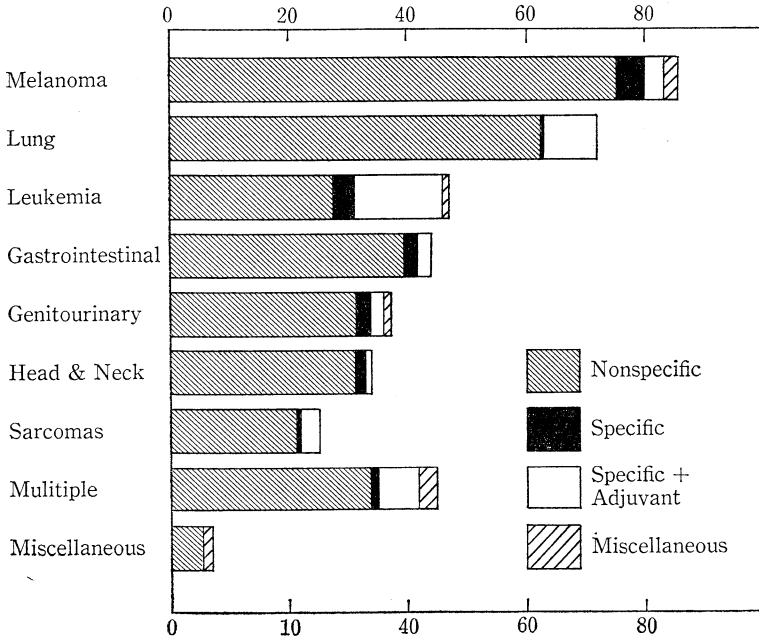 0 20 40 60 80
Melanoma
Lung
Leukemia
Gastrointestinal
Genitourinary
Head & Neck
Sarcomas
Mulitiple
Miscellaneous
Nonspecific
Specific
Specific +
Adjuvant
Miscellaneous
0 10 40 60 80